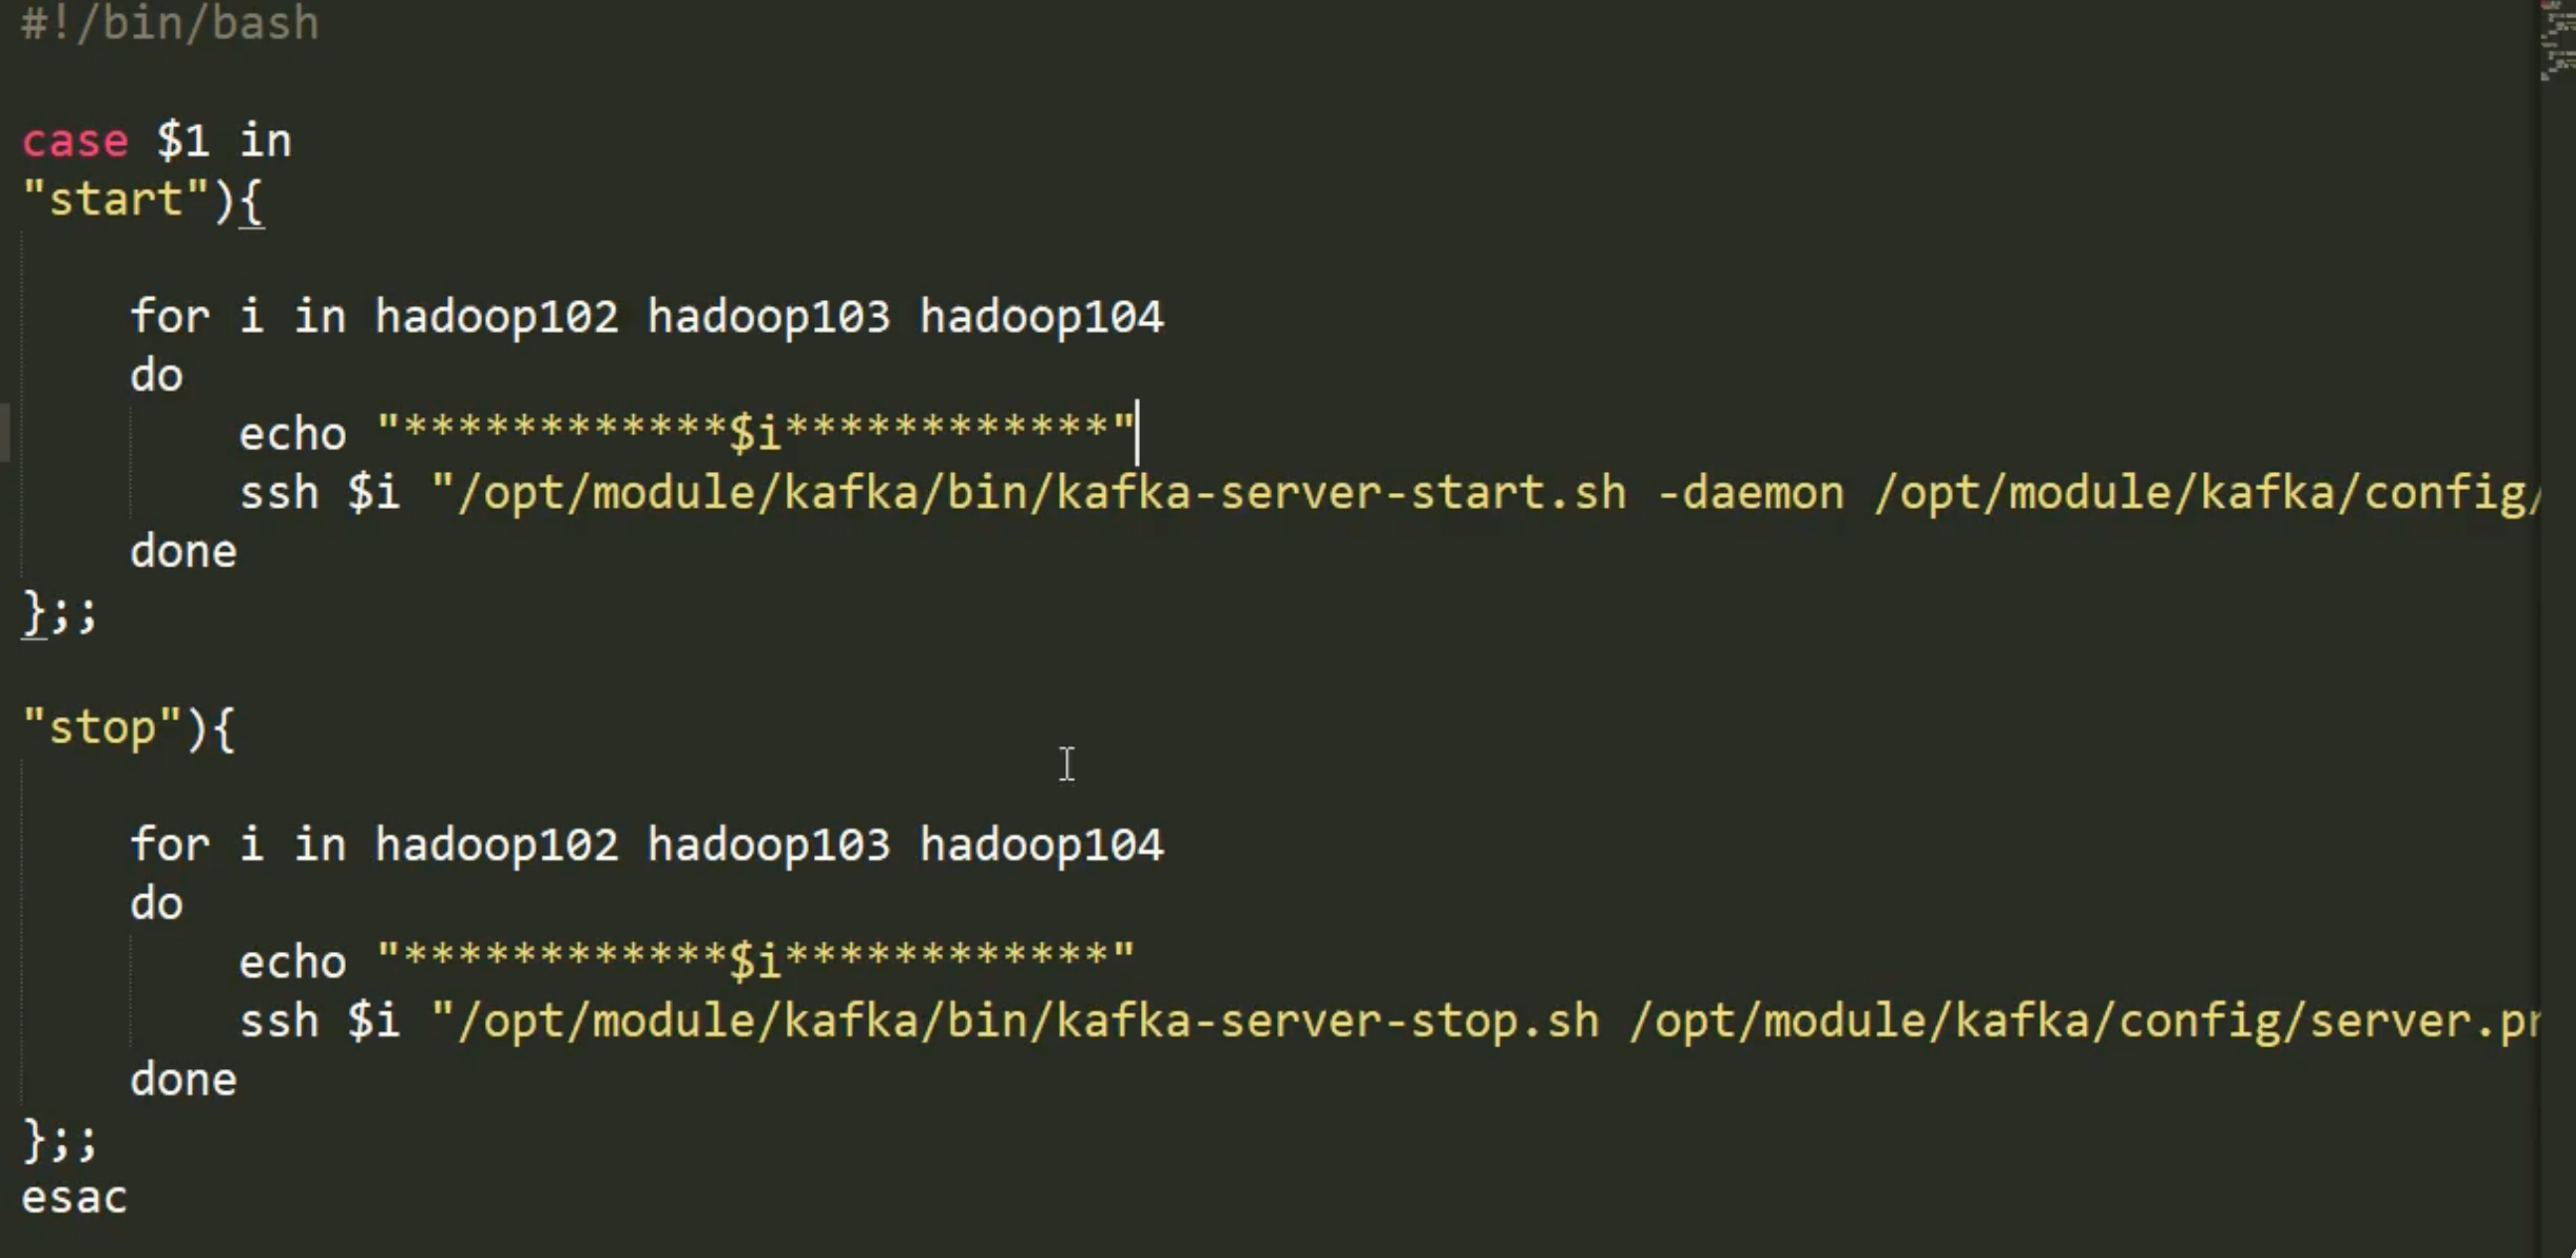 #!/bin/bash
case $1 in
"start"){
for i in hadoop102 hadoop103 hadoop104
do
echo "************$i************"
ssh $i "/opt/module/kafka/bin/kafka-server-start.sh -daemon /opt/module/kafka/config/
done
};;
"stop"){
for i in hadoop102 hadoop103 hadoop104
do
echo "************$i************"
ssh $i "/opt/module/kafka/bin/kafka-server-stop.sh /opt/module/kafka/config/server.pr
done
};;
esac